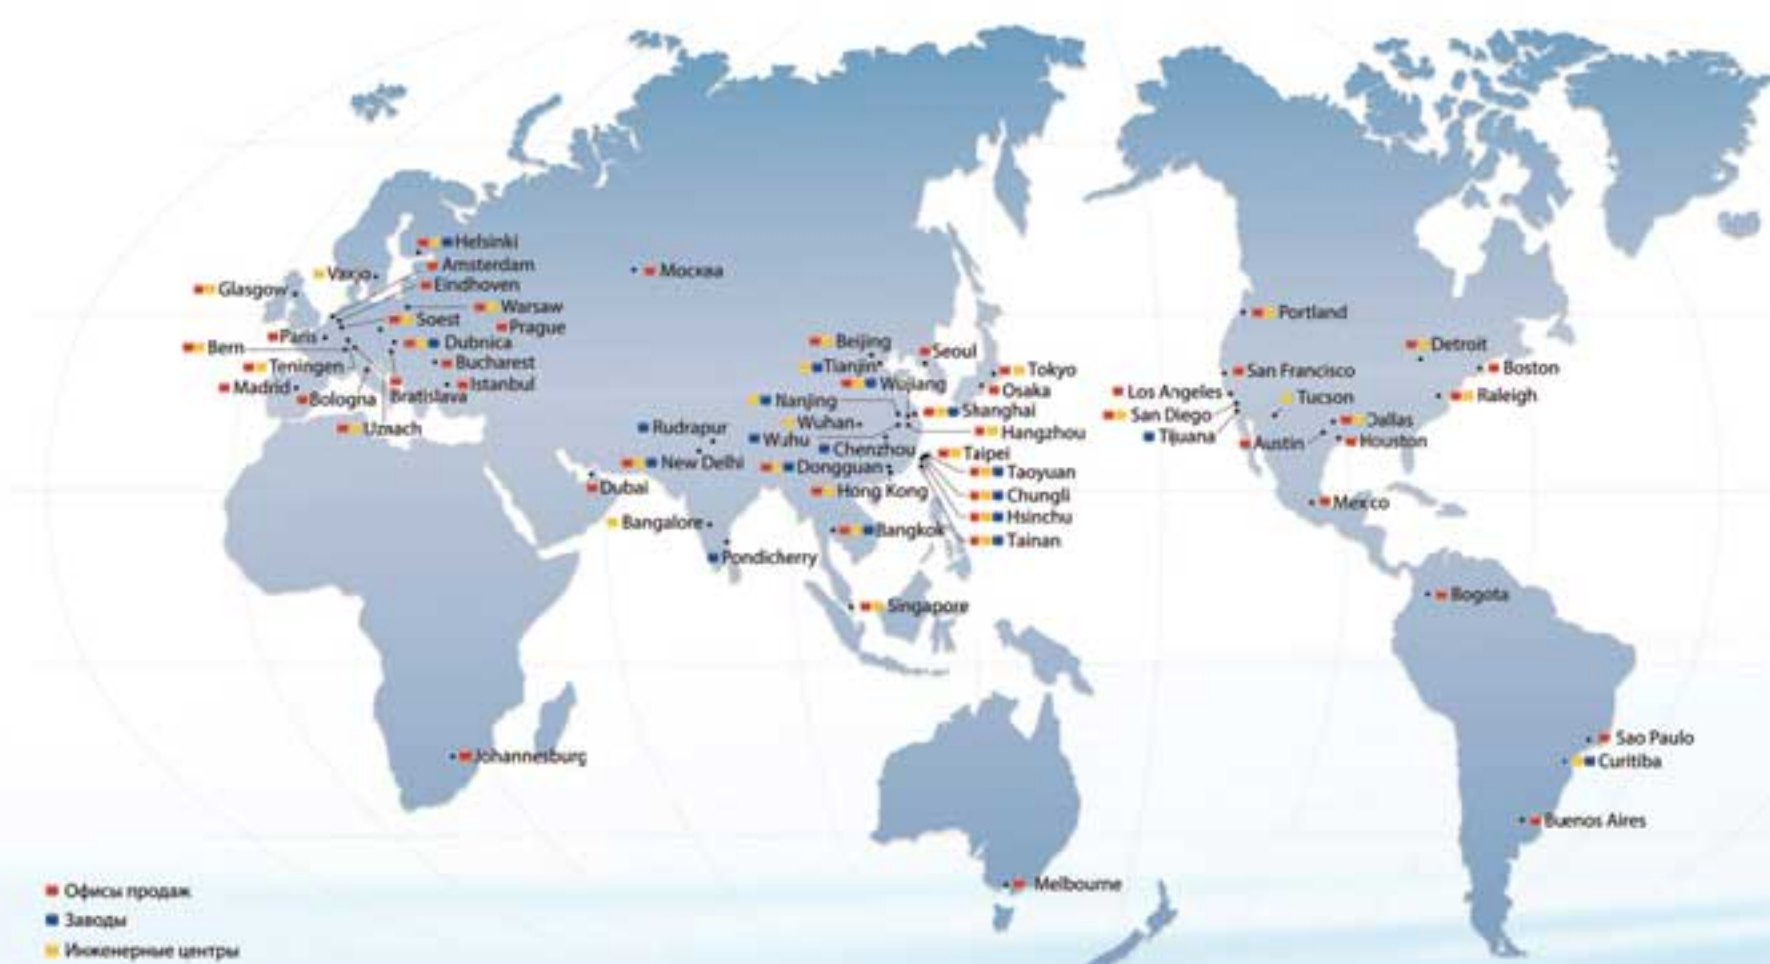 Helsinki
Amsterdam
Vaxjo
Москва
Eindhoven
Glasgow
Warsaw
Portland
Soest
Prague
Paris
Dubnica
Beijing
Detroit
Bern
Seoul
Bucharest
Teningen
Tianjin
Tokyo
San Francisco
Boston
Madrid
Istanbul
Wujiang
Osaka
Los Angeles
Bologna
Bratislava
Nanjing
Tucson
Raleigh
Shanghai
San Diego
Uznach
Rudrapur
Wuhan
Dallas
Hangzhou
Tijuana
Wuhu
Austin
Houston
Chenzhou
Taipei
New Delhi
Dongguan
Taoyuan
Dubai
Hong Kong
Chungli
Mexico
Hsinchu
Bangalore
Bangkok
Tainan
Pondicherry
Bogota
Singapore
Sao Paulo
Johannesburg
Curitiba
Buenos Aires
Melbourne
Офисы продаж
Заводы
Инженерные центры